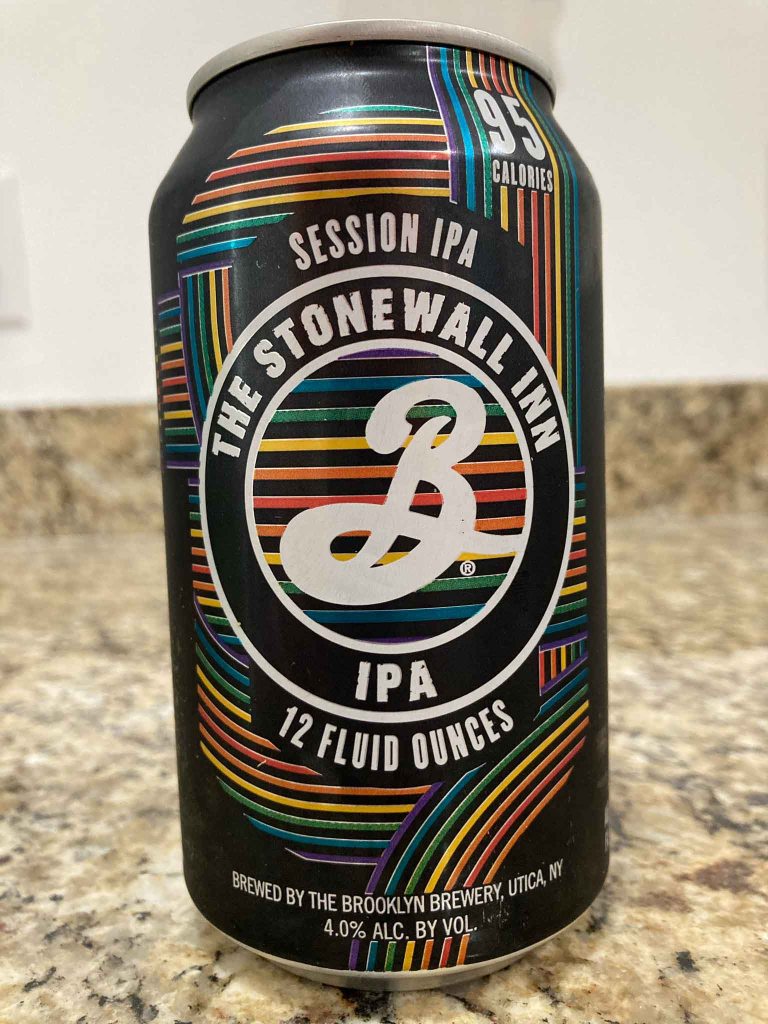 95
CALORIES
SESSION IPA
THE STONEWALL INN
B®
IPA
12 FLUID OUNCES
BREWED BY THE BROOKLYN BREWERY, UTICA, NY
4.0% ALC. BY VOL.